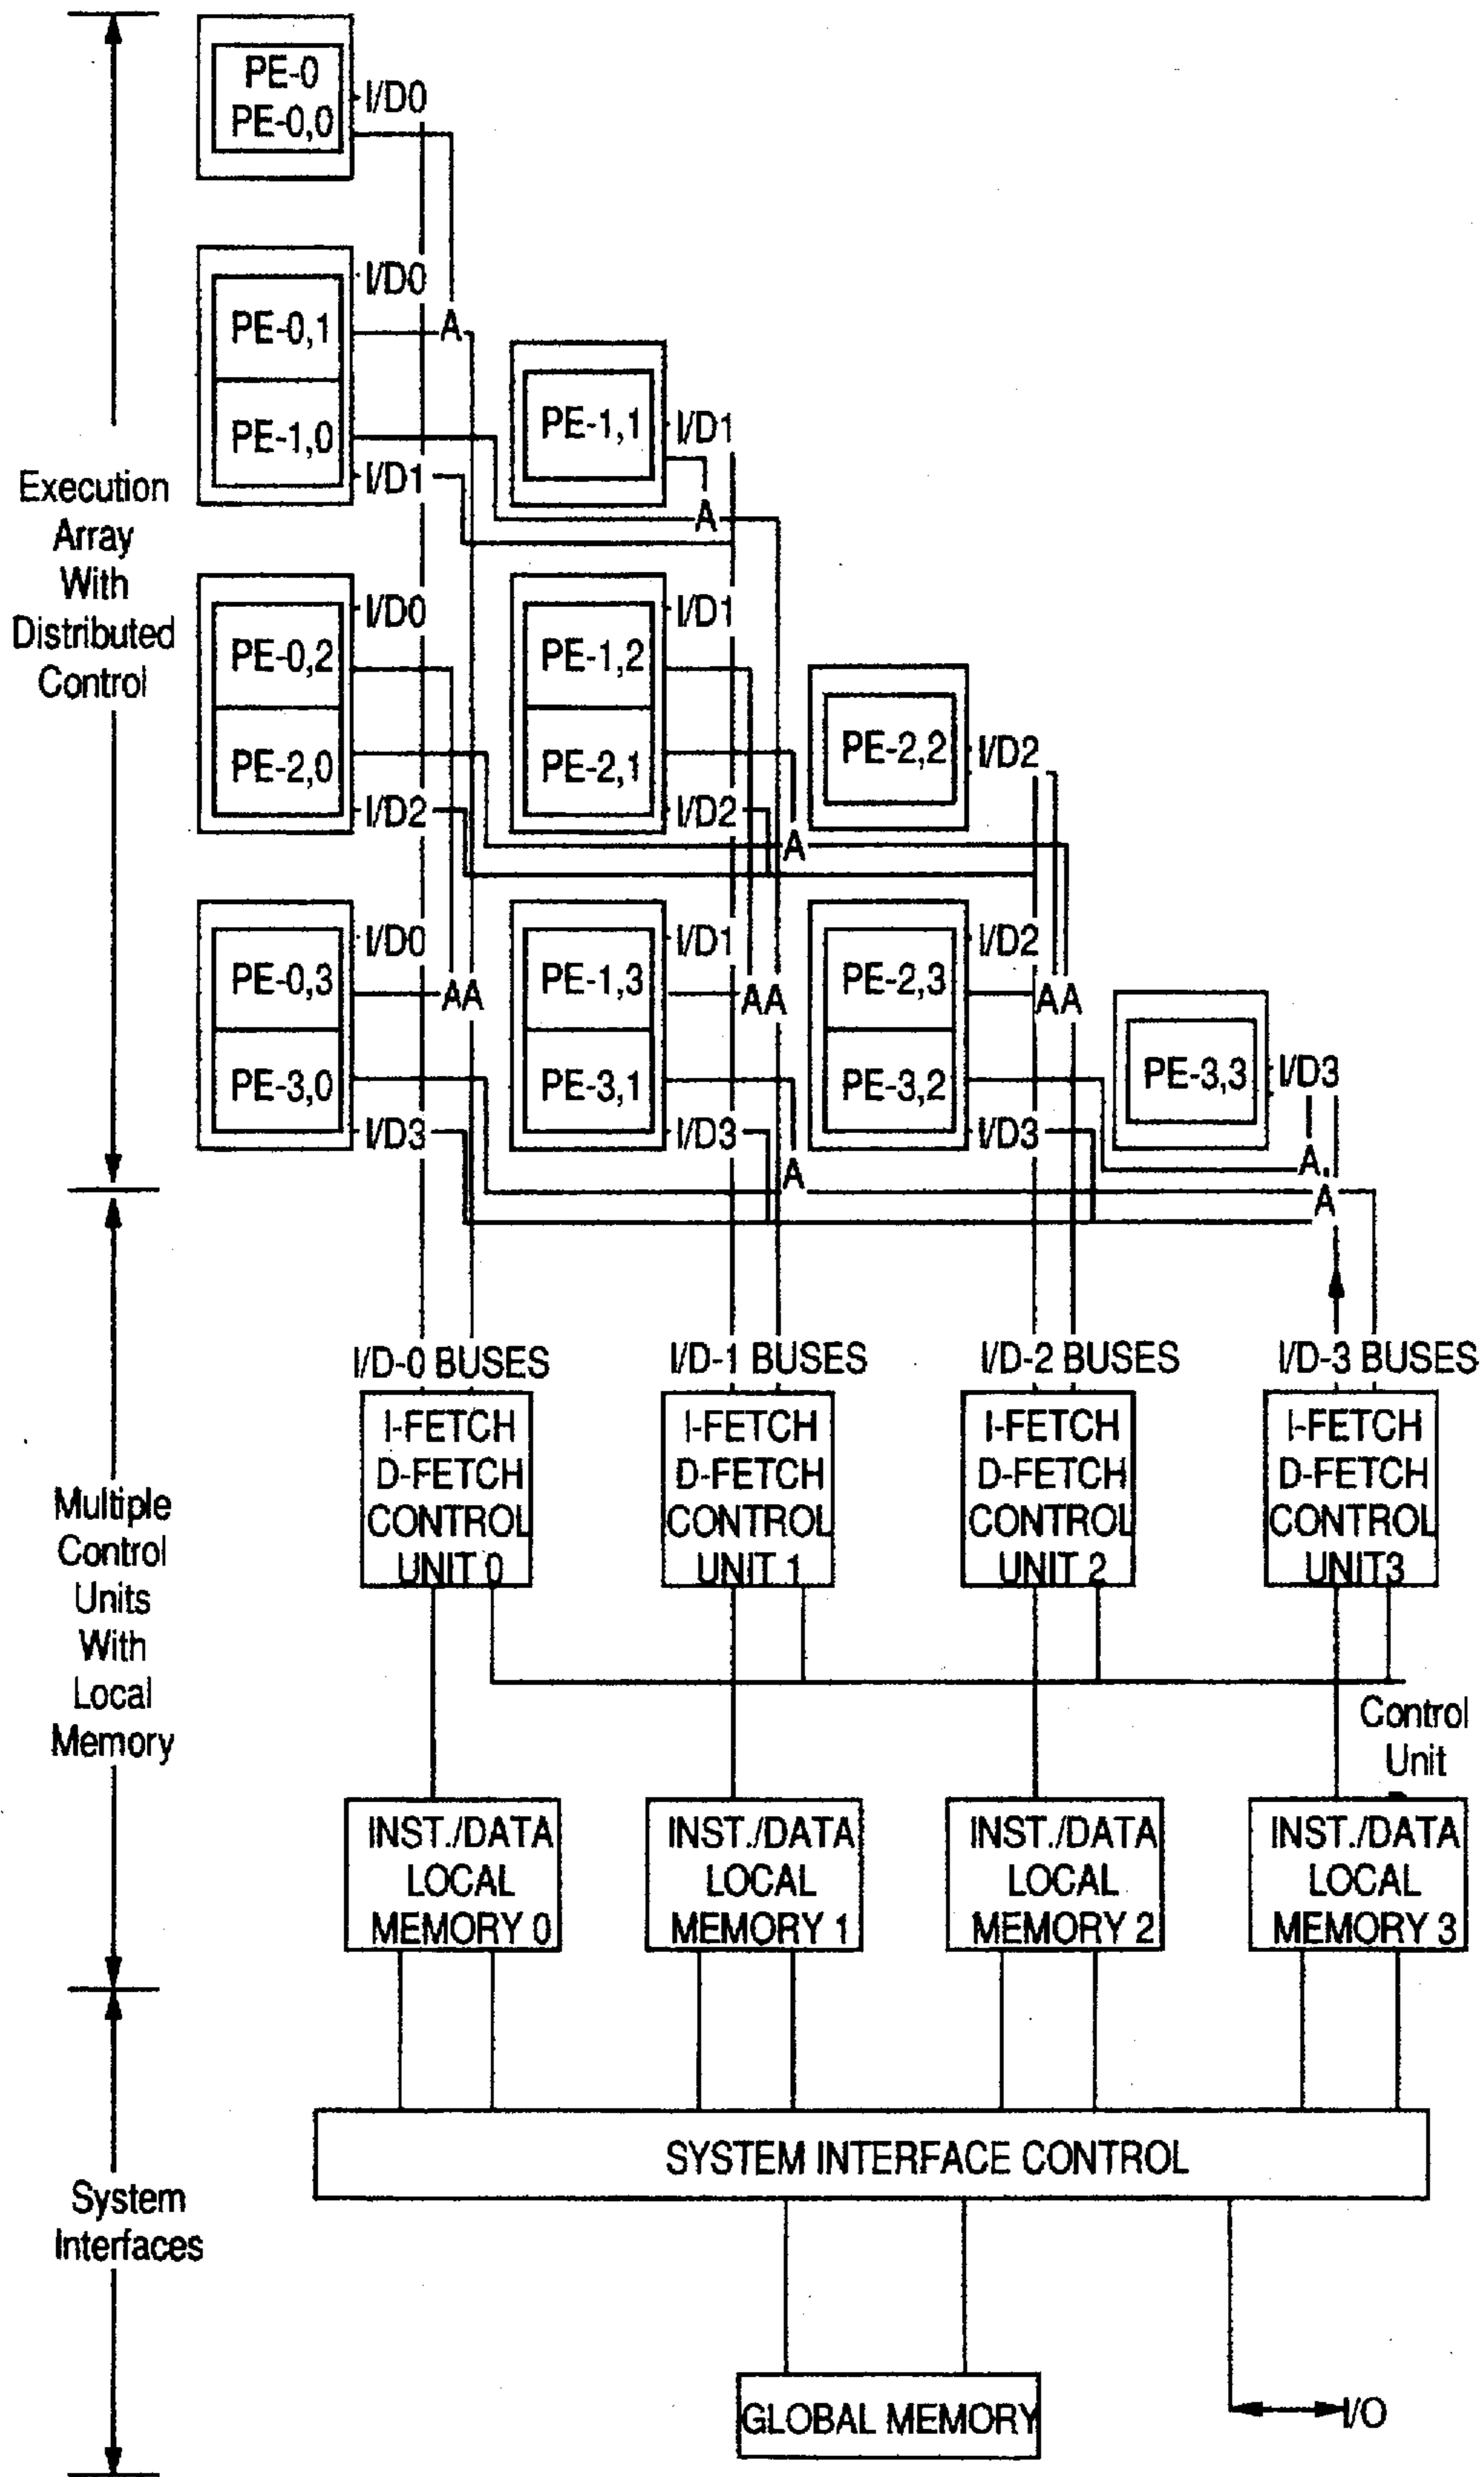 PE-0
PE-0,0
I/D0
I/D0
PE-0,1
A
PE-1,0
I/D1
PE-1,1
I/D1
A
Execution
Array
With
Distributed
Control
I/D0
PE-0,2
PE-2,0
I/D2
I/D1
PE-1,2
PE-2,1
I/D2
A
PE-2,2
I/D2
I/D0
PE-0,3
AA
PE-3,0
I/D3
I/D1
PE-1,3
AA
PE-3,1
I/D3
A
I/D2
PE-2,3
AA
PE-3,2
I/D3
PE-3,3
I/D3
A
A
I/D-0 BUSES
I/D-1 BUSES
I/D-2 BUSES
I/D-3 BUSES
I-FETCH
D-FETCH
CONTROL
UNIT 0
I-FETCH
D-FETCH
CONTROL
UNIT 1
I-FETCH
D-FETCH
CONTROL
UNIT 2
I-FETCH
D-FETCH
CONTROL
UNIT3
Multiple
Control
Units
With
Local
Memory
Control
Unit
INST./DATA
LOCAL
MEMORY 0
INST./DATA
LOCAL
MEMORY 1
INST./DATA
LOCAL
MEMORY 2
INST./DATA
LOCAL
MEMORY 3
SYSTEM INTERFACE CONTROL
System
Interfaces
GLOBAL MEMORY
I/O